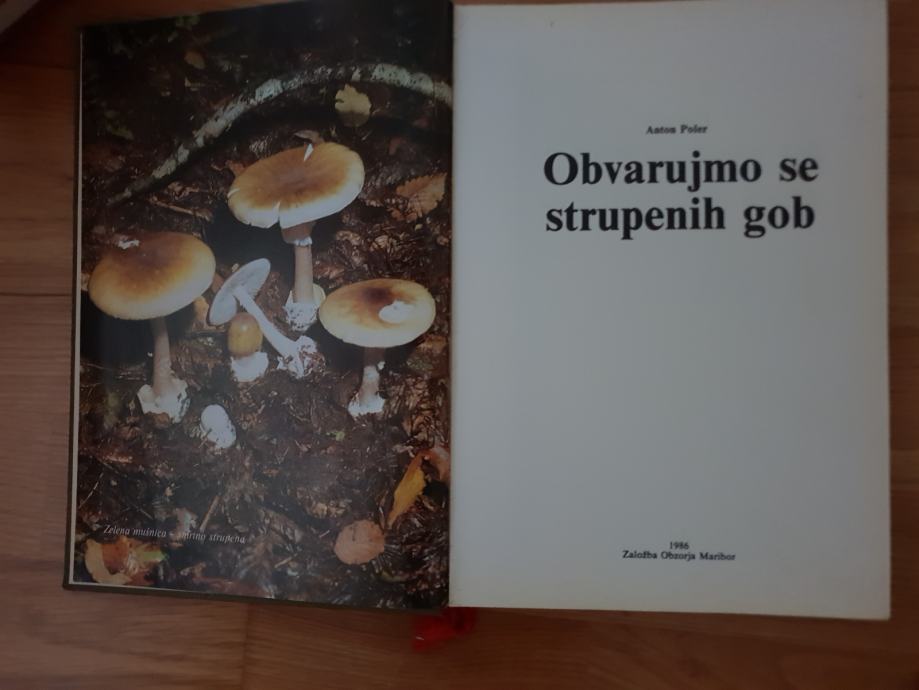 Zelena mušnica – smrtno strupena
Anton Poler
Obvarujmo se
strupenih gob
1986
Založba Obzorja Maribor